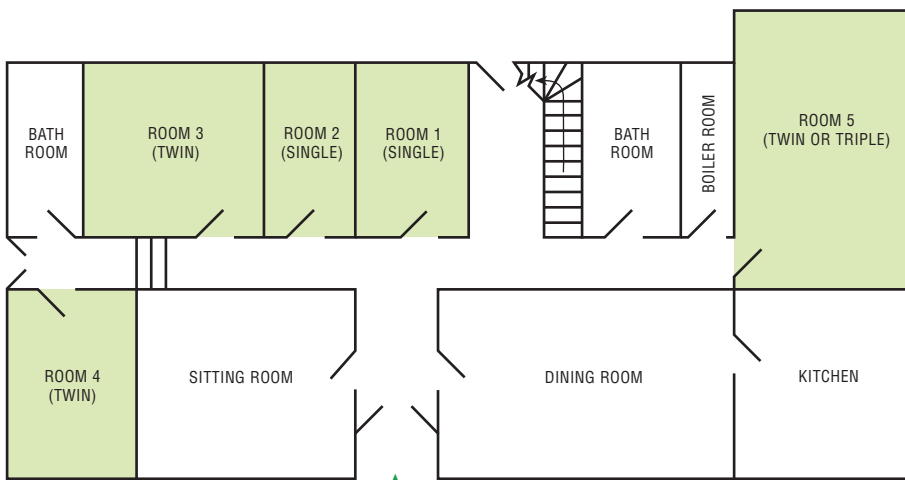 BATH
ROOM
ROOM 3
(TWIN)
ROOM 2
(SINGLE)
ROOM 1
(SINGLE)
BATH
ROOM
BOILER ROOM
ROOM 5
(TWIN OR TRIPLE)
ROOM 4
(TWIN)
SITTING ROOM
DINING ROOM
KITCHEN